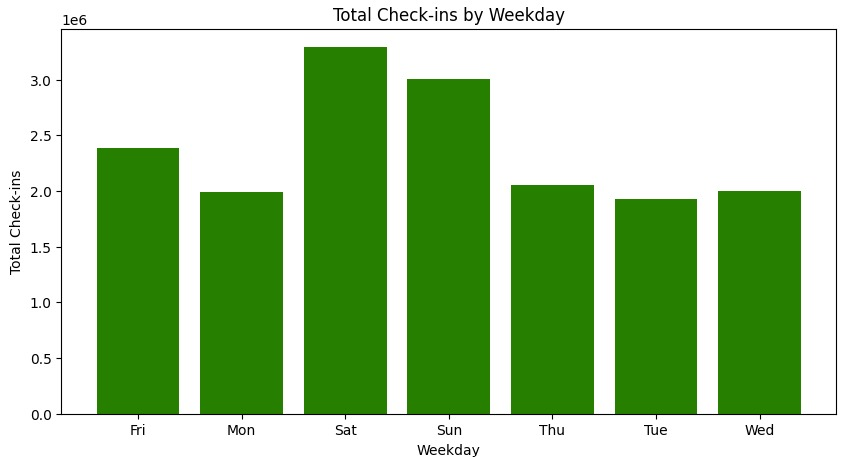 Total Check-ins by Weekday
1e6
3.0
2.5
2.0
1.5
1.0
0.5
0.0
Total Check-ins
Fri Mon Sat Sun Thu Tue Wed
Weekday